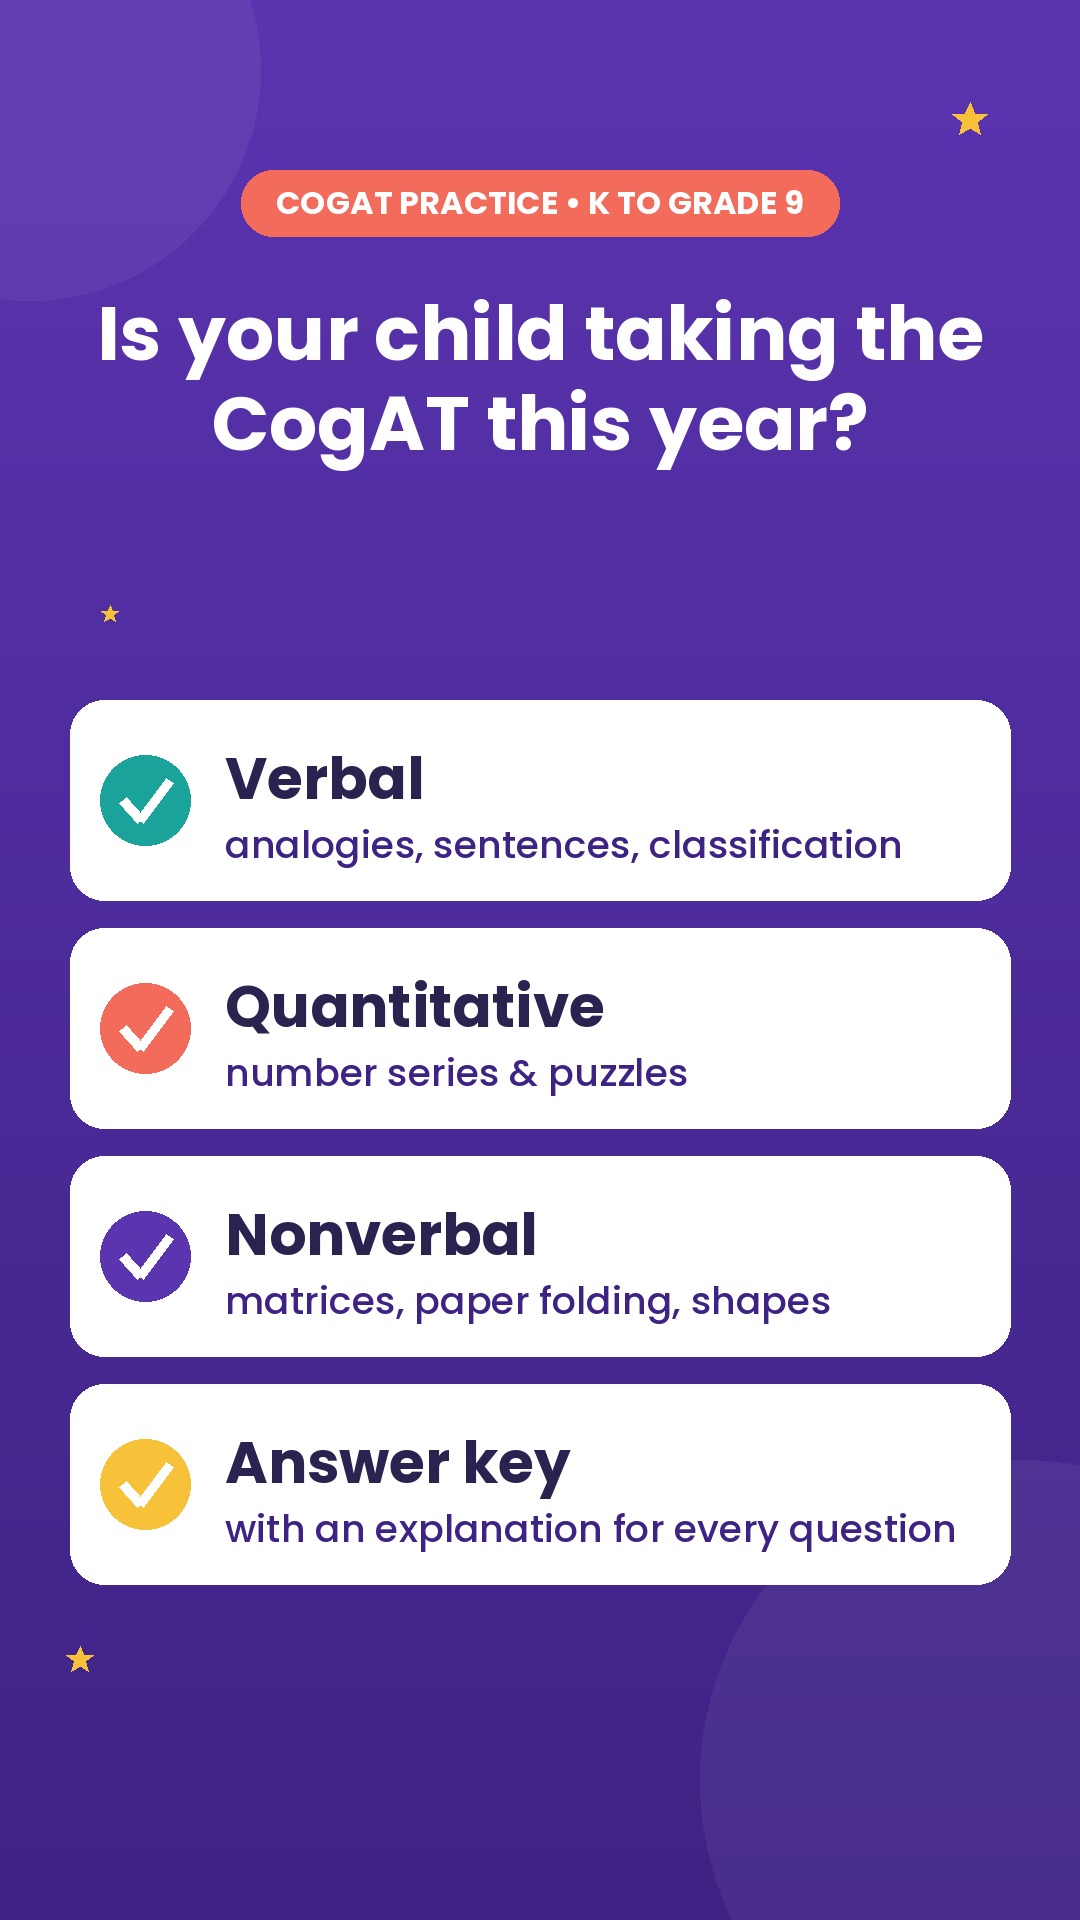 COGAT PRACTICE • K TO GRADE 9
Is your child taking the
CogAT this year?
Verbal
analogies, sentences, classification
Quantitative
number series & puzzles
Nonverbal
matrices, paper folding, shapes
Answer key
with an explanation for every question